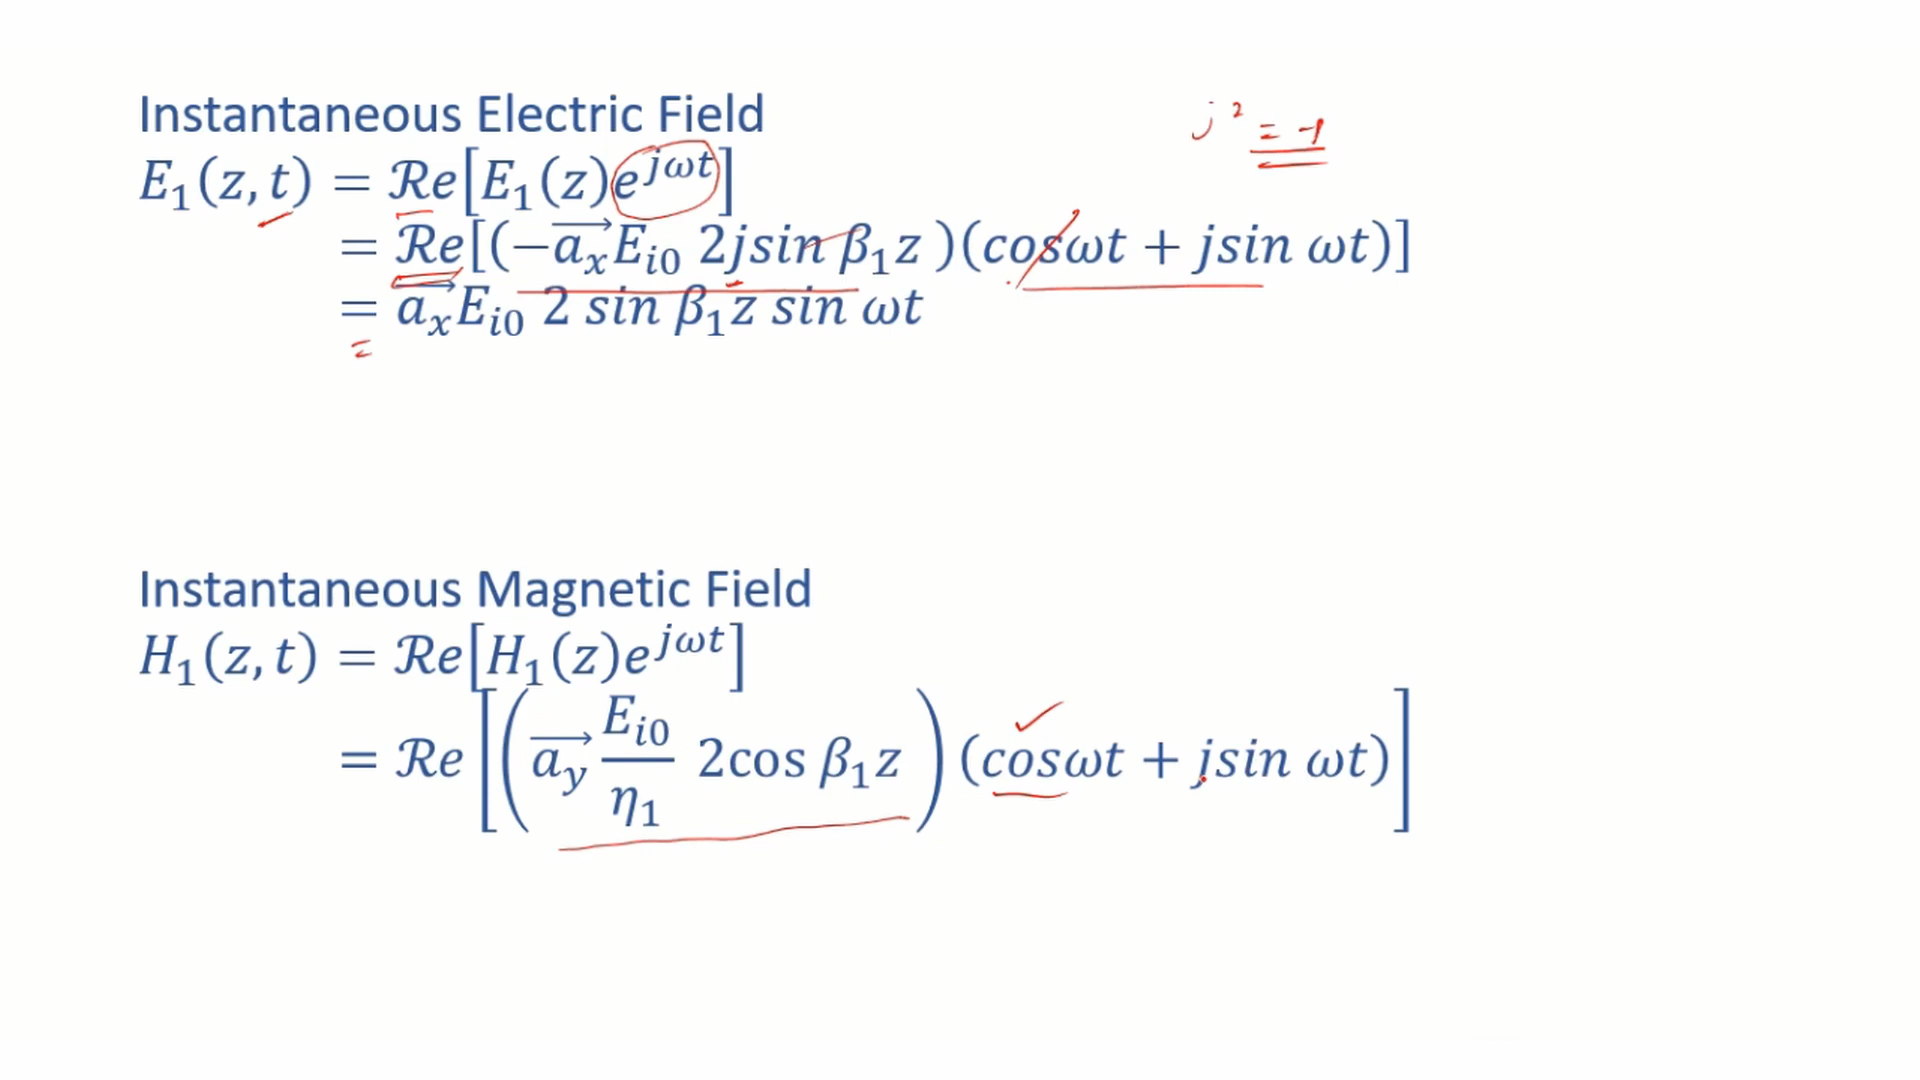 Instantaneous Electric Field
j² = -1
E₁(z, t) = ℛe[E₁(z)e^{jωt}]
= ℛe[(−a⃗ₓE_{i0} 2jsin β₁z )(cosωt + jsin ωt)]
= a⃗ₓE_{i0} 2 sin β₁z sin ωt
=
Instantaneous Magnetic Field
H₁(z, t) = ℛe[H₁(z)e^{jωt}]
= ℛe[(a⃗_y E_{i0}/η₁ 2cos β₁z)(cosωt + jsin ωt)]